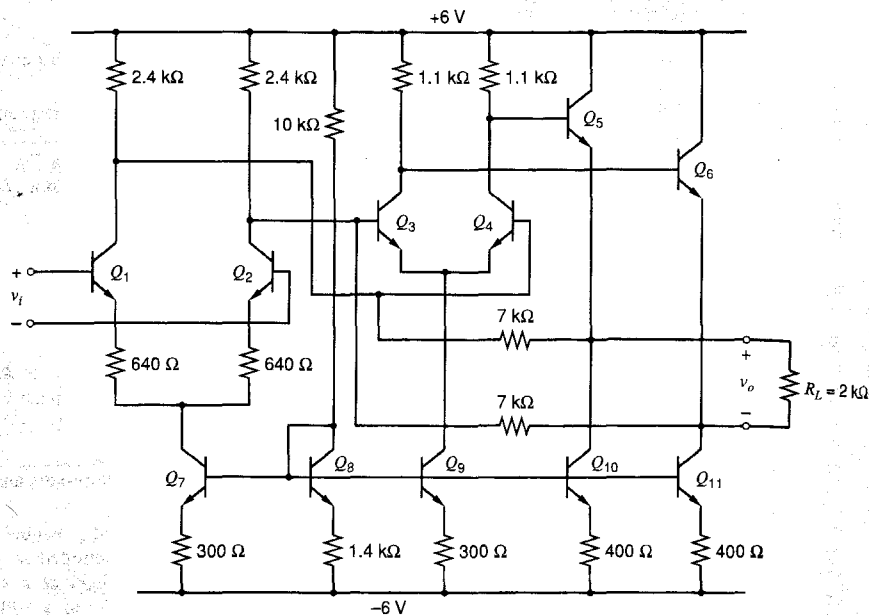 +6 V
2.4 kΩ
2.4 kΩ
10 kΩ
1.1 kΩ
1.1 kΩ
Q5
Q6
Q3
Q4
Q1
Q2
+
vi
−
640 Ω
640 Ω
7 kΩ
7 kΩ
+
vo
−
RL = 2 kΩ
Q7
Q8
Q9
Q10
Q11
300 Ω
1.4 kΩ
300 Ω
400 Ω
400 Ω
−6 V